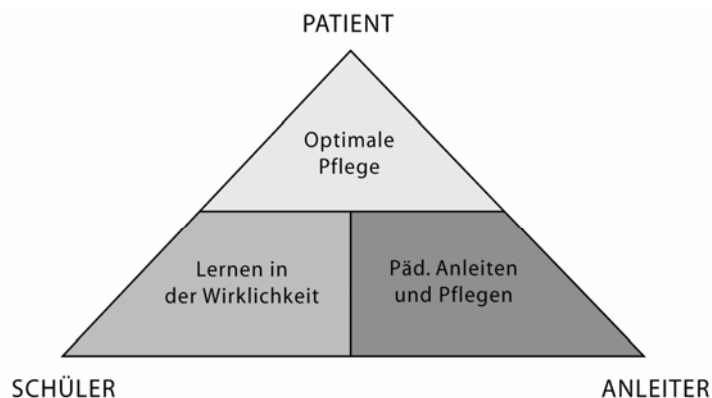 PATIENT
Optimale
Pflege
Lernen in
der Wirklichkeit
Päd. Anleiten
und Pflegen
SCHÜLER
ANLEITER